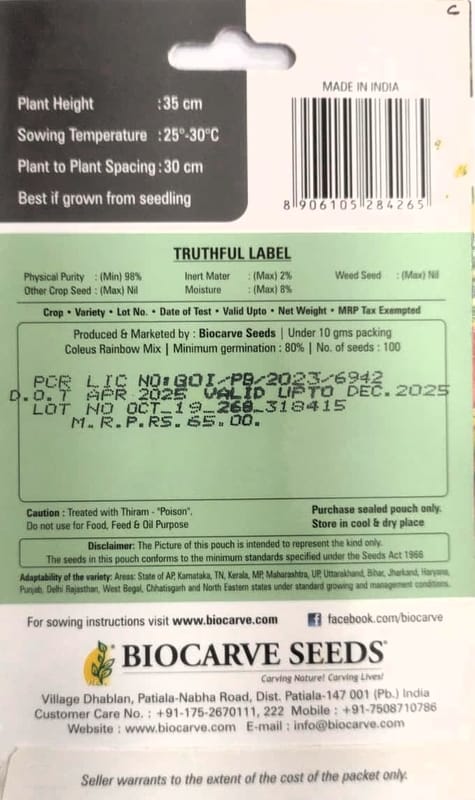 C
MADE IN INDIA
Plant Height :35 cm
Sowing Temperature :25°-30°C
Plant to Plant Spacing :30 cm
Best if grown from seedling
8 906105 284265
TRUTHFUL LABEL
Physical Purity : (Min) 98% Inert Mater : (Max) 2% Weed Seed : (Max) Nil
Other Crop Seed : (Max) Nil Moisture : (Max) 8%
Crop • Variety • Lot No. • Date of Test • Valid Upto • Net Weight • MRP Tax Exempted
Produced & Marketed by : Biocarve Seeds | Under 10 gms packing
Coleus Rainbow Mix | Minimum germination : 80% | No. of seeds : 100
PCR LIC NO:GOI/PB/2023/6942
D.O.T APR 2025 VALID UPTO DEC.2025
LOT NO OCT_19_268_318415
M.R.P.RS.65.00.
Caution : Treated with Thiram - "Poison".
Do not use for Food, Feed & Oil Purpose
Purchase sealed pouch only.
Store in cool & dry place
Disclaimer: The Picture of this pouch is intended to represent the kind only.
The seeds in this pouch conforms to the minimum standards specified under the Seeds Act 1966
Adaptability of the variety: Areas: State of AP, Karnataka, TN, Kerala, MP, Maharashtra, UP, Uttarakhand, Bihar, Jharkand, Haryana,
Punjab, Delhi Rajasthan, West Begal, Chhatisgarh and North Eastern states under standard growing and management conditions.
For sowing instructions visit www.biocarve.com facebook.com/biocarve
BIOCARVE SEEDS®
Carving Nature! Carving Lives!
Village Dhablan, Patiala-Nabha Road, Dist. Patiala-147 001 (Pb.) India
Customer Care No. : +91-175-2670111, 222 Mobile : +91-7508710786
Website : www.biocarve.com E-mail : info@biocarve.com
Seller warrants to the extent of the cost of the packet only.